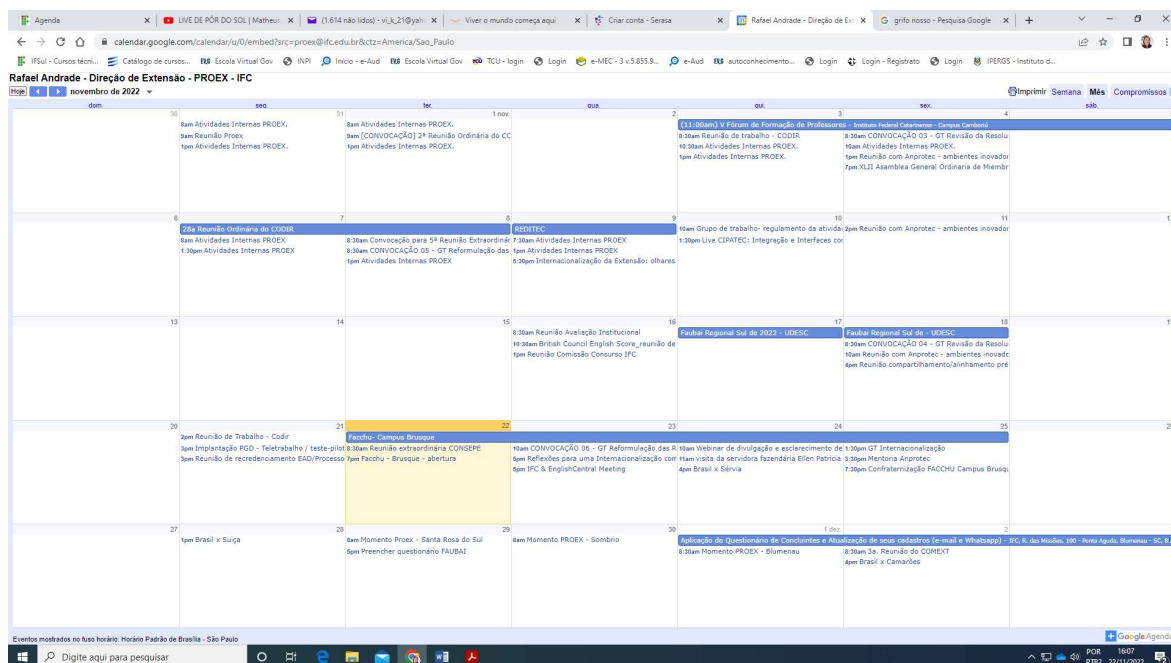 Agenda
LIVE DE PÔR DO SOL | Matheus
(1.614 não lidos) - vi_k_21@yah
Viver o mundo começa aqui
Criar conta - Serasa
Rafael Andrade - Direção de Ex
grifo nosso - Pesquisa Google
calendar.google.com/calendar/u/0/embed?src=proex@ifc.edu.br&ctz=America/Sao_Paulo
IFSul - Cursos técni...
Catálogo de cursos...
Escola Virtual Gov
INPI
Início - e-Aud
Escola Virtual Gov
TCU - login
Login
e-MEC - 3 v.5.855.9...
e-Aud
autoconhecimento...
Login
Login - Registrato
Login
IPERGS - Instituto d...
Rafael Andrade - Direção de Extensão - PROEX - IFC
Hoje novembro de 2022
Imprimir Semana Mês Compromissos
dom. seg. ter. qua. qui. sex. sáb.
30 31 1 nov. 2 3 4
8am Atividades Internas PROEX.
9am Reunião Proex
1pm Atividades Internas PROEX.
8am Atividades Internas PROEX.
9am [CONVOCAÇÃO] 2ª Reunião Ordinária do CC
1pm Atividades Internas PROEX.
(11:00am) V Fórum de Formação de Professores - Instituto Federal Catarinense - Campus Camboriú
8:30am Reunião de trabalho - CODIR
10:30am Atividades Internas PROEX.
1pm Atividades Internas PROEX.
8:30am CONVOCAÇÃO 03 - GT Revisão da Resolu
10am Atividades Internas PROEX.
1pm Reunião com Anprotec - ambientes inovador
7pm XLII Asamblea General Ordinaria de Miembr
6 7 8 9 10 11
28a Reunião Ordinária do CODIR
8am Atividades Internas PROEX
1:30pm Atividades Internas PROEX
8:30am Convocação para 5ª Reunião Extraordinár
8:30am CONVOCAÇÃO 05 - GT Reformulação das
1pm Atividades Internas PROEX
REDITEC
7:30am Atividades Internas PROEX
1pm Atividades Internas PROEX
5:30pm Internacionalização da Extensão: olhares
10am Grupo de trabalho- regulamento da ativida
1:30pm Live CIPATEC: Integração e Interfaces cor
2pm Reunião com Anprotec - ambientes inovador
13 14 15 16 17 18
8:30am Reunião Avaliação Institucional
10:30am British Council English Score_reunião de
1pm Reunião Comissão Consurso IFC
Faubai Regional Sul de 2022 - UDESC
Faubai Regional Sul de - UDESC
8:30am CONVOCAÇÃO 04 - GT Revisão da Resolu
10am Reunião com Anprotec - ambientes inovadc
4pm Reunião compartilhamento/alinhamento pré
20 21 22 23 24 25
2pm Reunião de Trabalho - Codir
3pm Implantação PGD - Teletrabalho / teste-pilot
3pm Reunião de recredenciamento EAD/Processo
Facchu- Campus Brusque
8:30am Reunião extraordinária CONSEPE
7pm Facchu - Brusque - abertura
10am CONVOCAÇÃO 06 - GT Reformulação das R
5pm Reflexões para uma Internacionalização com
5pm IFC & EnglishCentral Meeting
10am Webinar de divulgação e esclarecimento de
11am visita da servidora fazendária Ellen Patricia
4pm Brasil x Sérvia
1:30pm GT Internacionalização
3:30pm Mentoria Anprotec
7:30pm Confraternização FACCHU Campus Brusqu
27 28 29 30 1 dez. 2
1pm Brasil x Suiça
8am Momento Proex - Santa Rosa do Sul
5pm Preencher questionário FAUBAI
8am Momento PROEX - Sombrio
Aplicação do Questionário de Concluintes e Atualização de seus cadastros (e-mail e Whatsapp) - IFC, R. das Missões, 100 - Ponta Aguda, Blumenau - SC, 8
8:30am Momento PROEX - Blumenau
8:30am 3a. Reunião do COMEXT
4pm Brasil x Camarões
Eventos mostrados no fuso horário: Horário Padrão de Brasília - São Paulo
Google Agenda
Digite aqui para pesquisar
POR
PTB2
16:07
22/11/2022